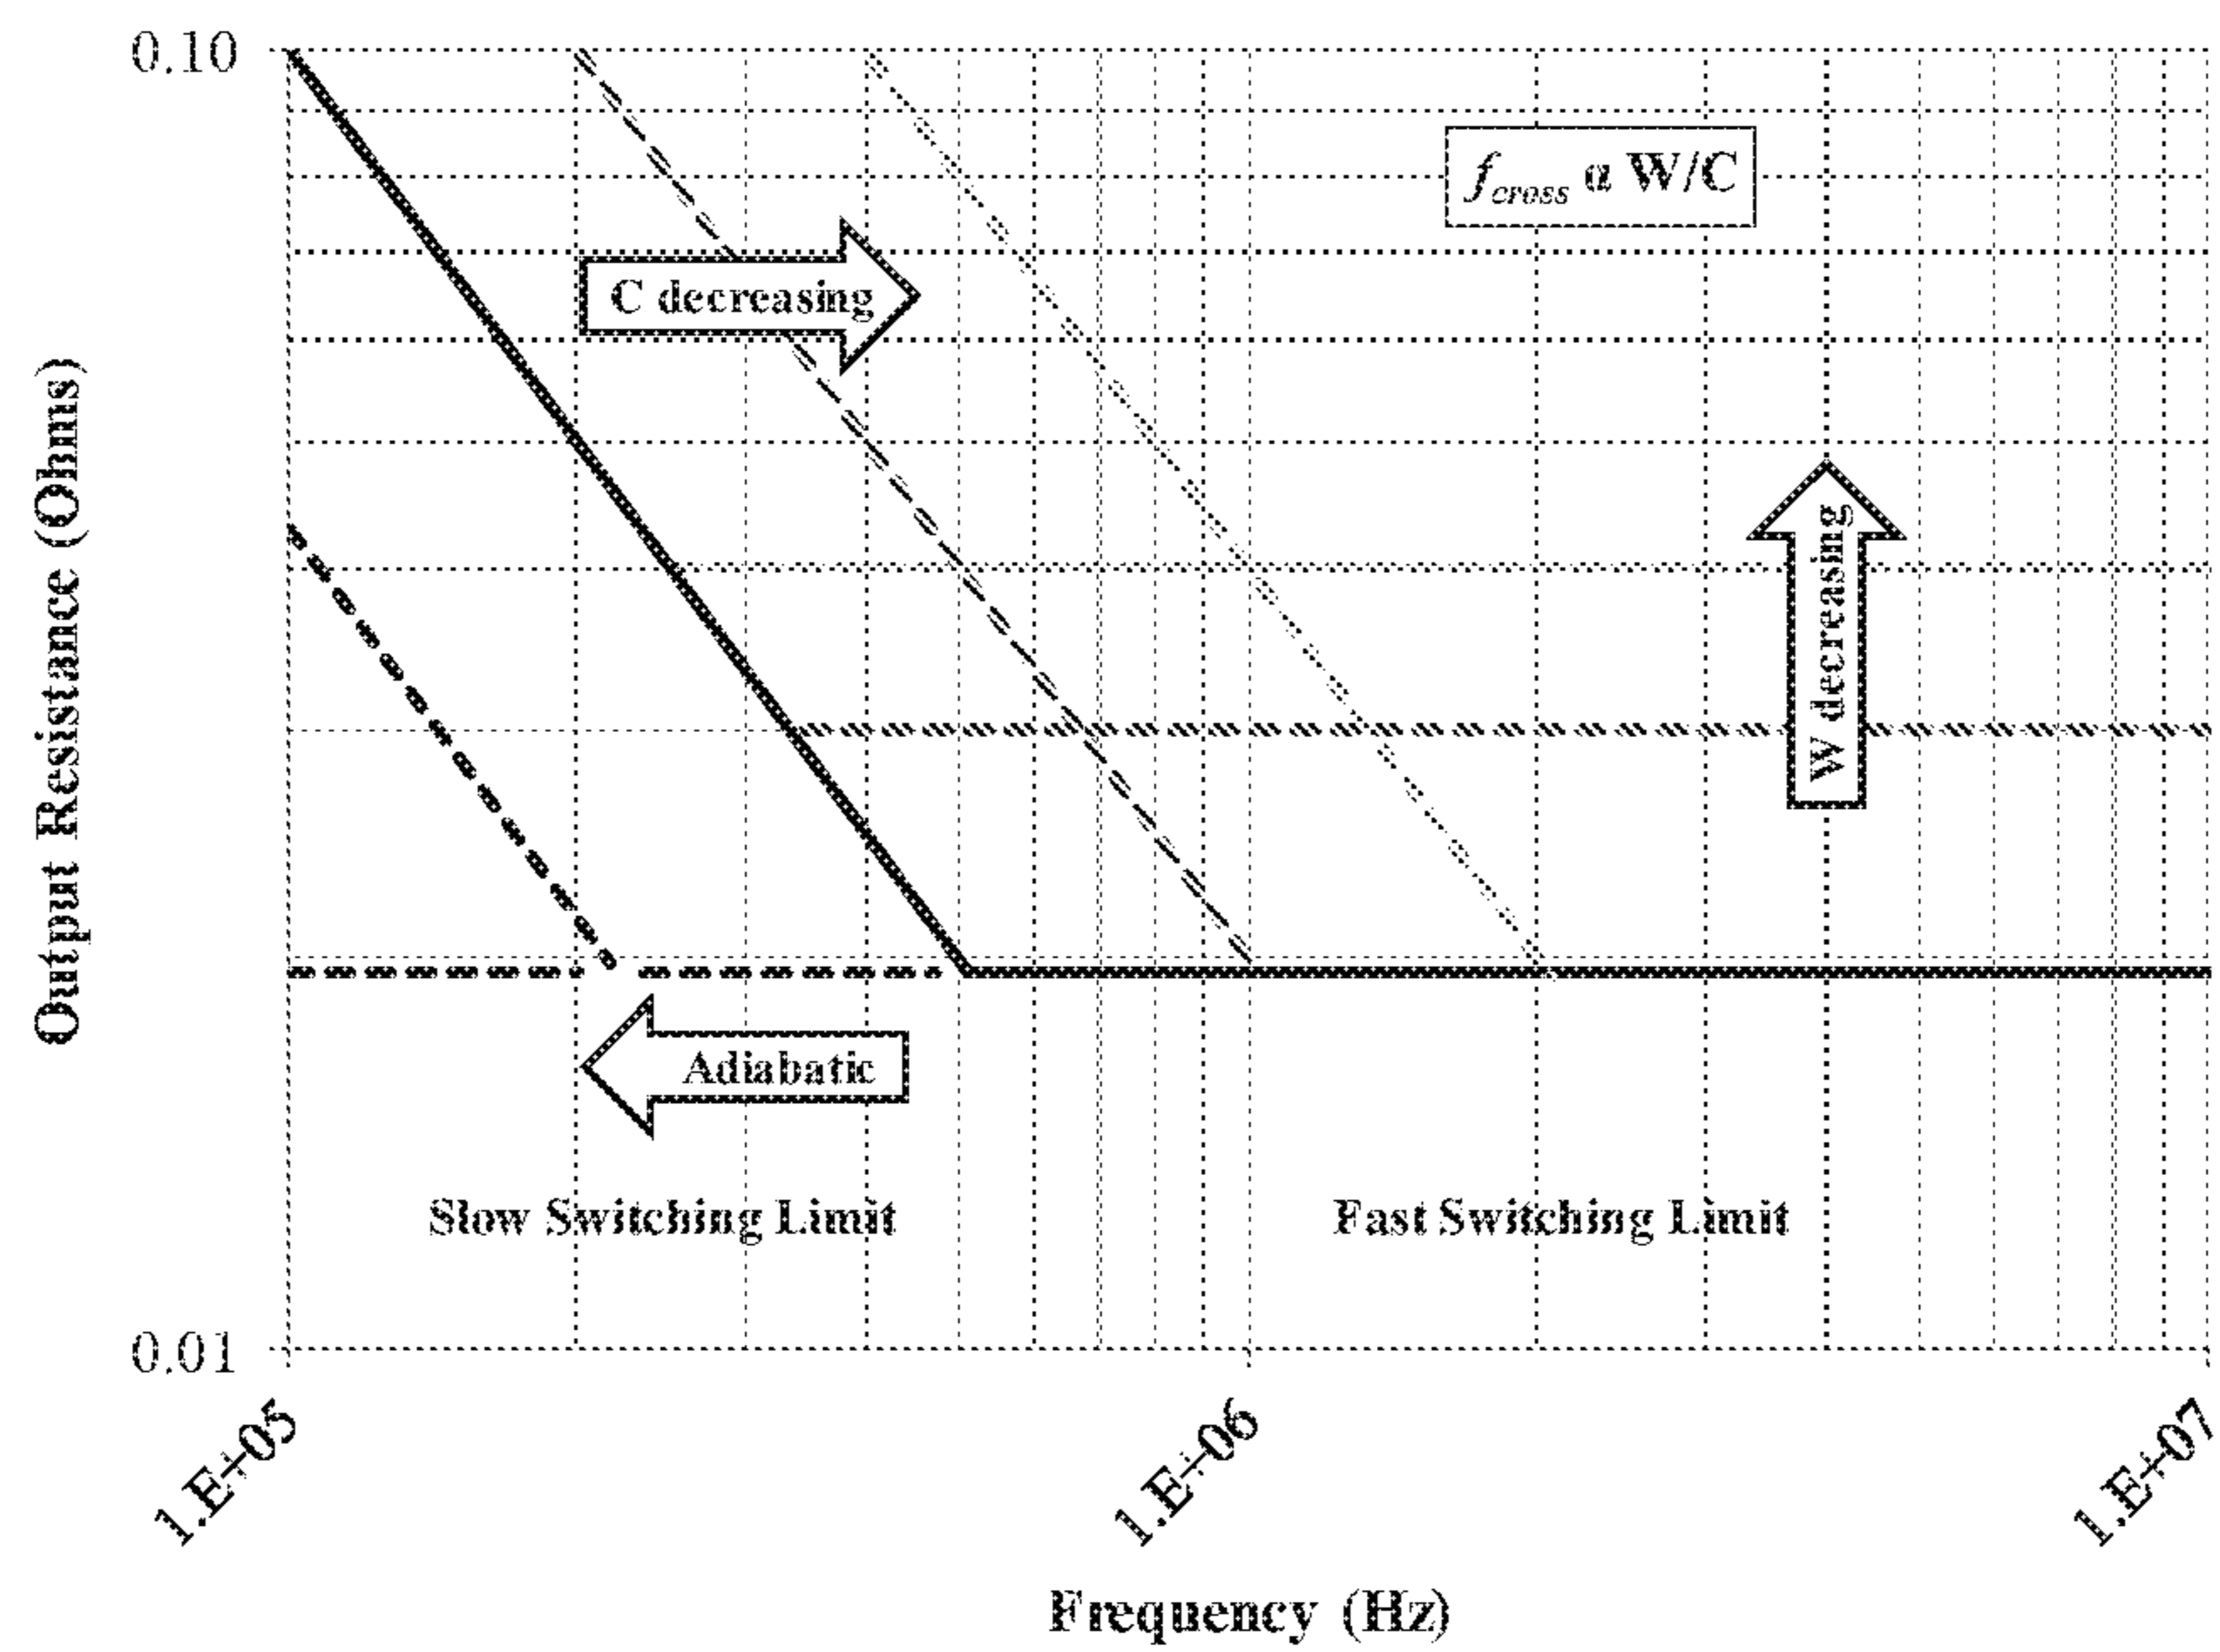 0.10
f_cross α W/C
C decreasing
W decreasing
Output Resistance (Ohms)
Adiabatic
Slow Switching Limit
Fast Switching Limit
0.01
1.E+05
1.E+06
1.E+07
Frequency (Hz)